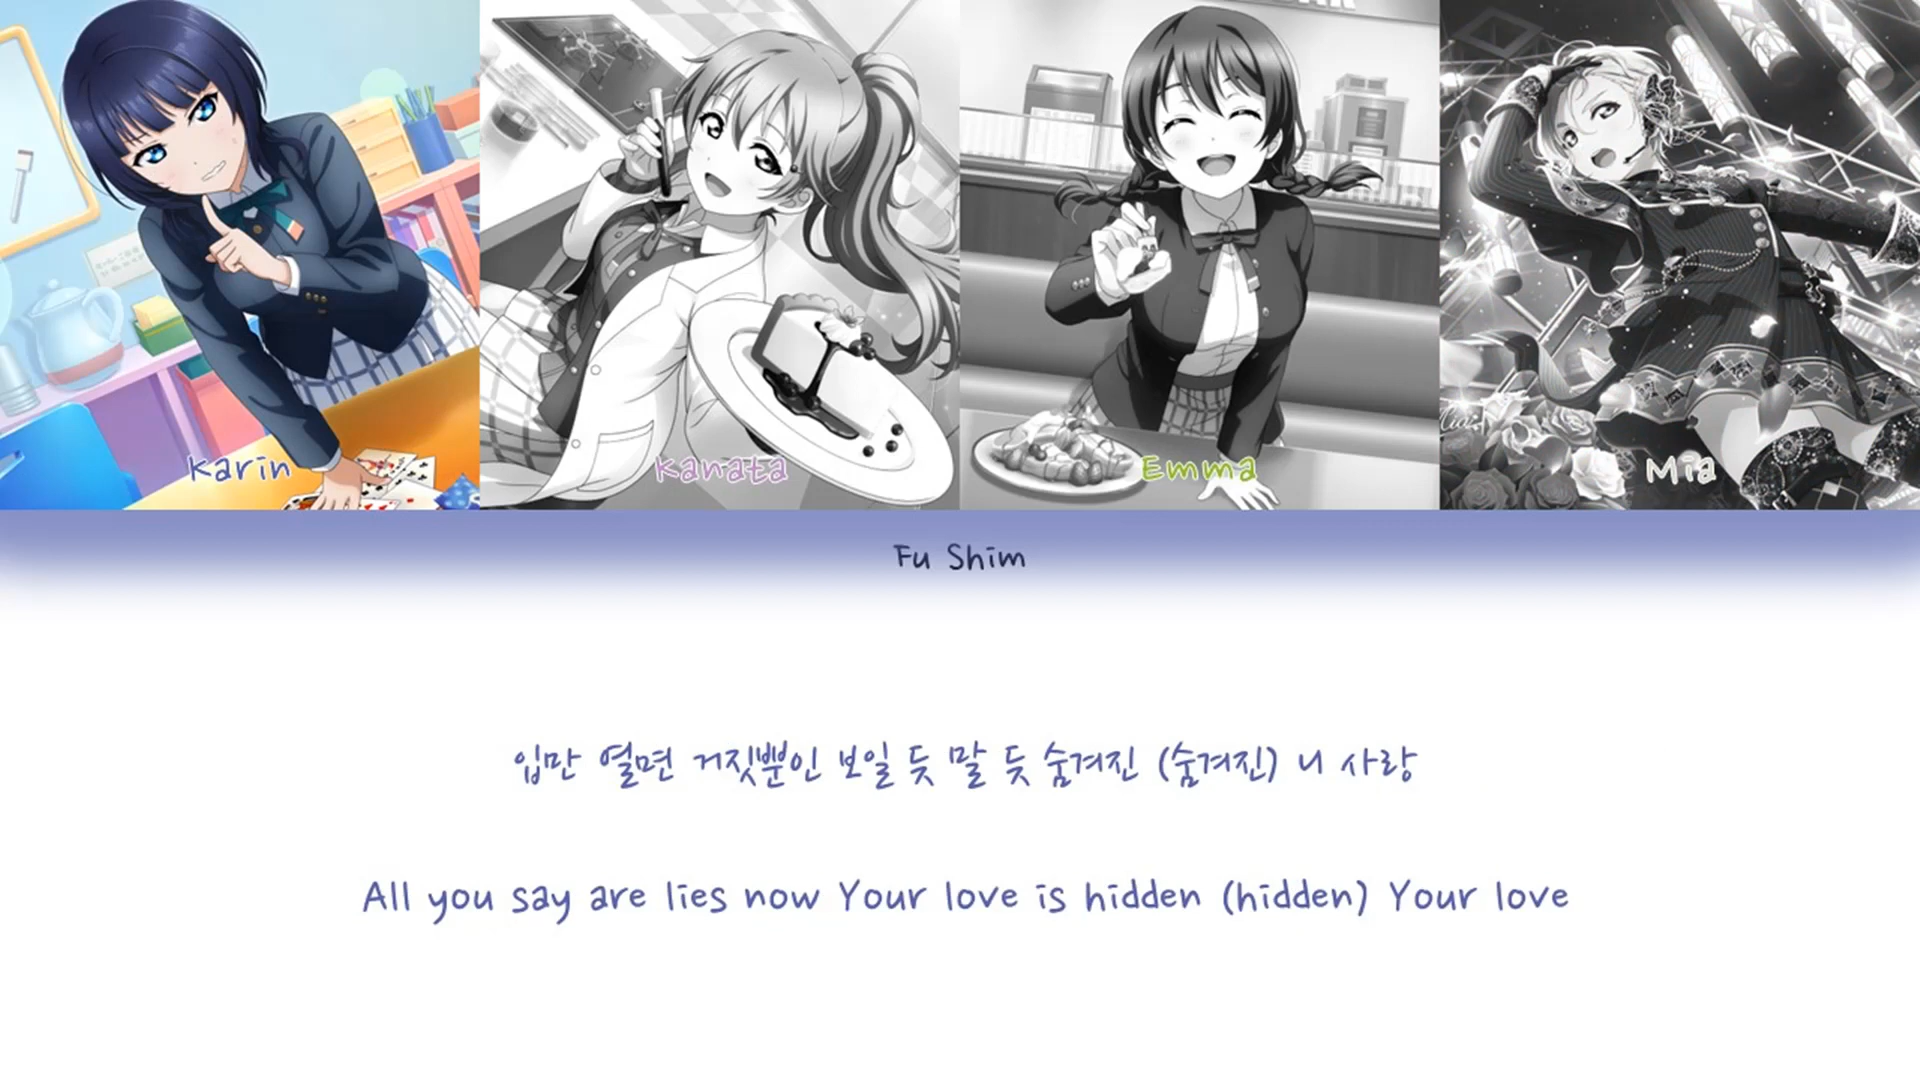 Karin
Kanata
Emma
Mia
Fu Shim
입만 열면 거짓뿐인 보일 듯 말 듯 숨겨진 (숨겨진) 니 사랑
All you say are lies now Your love is hidden (hidden) Your love